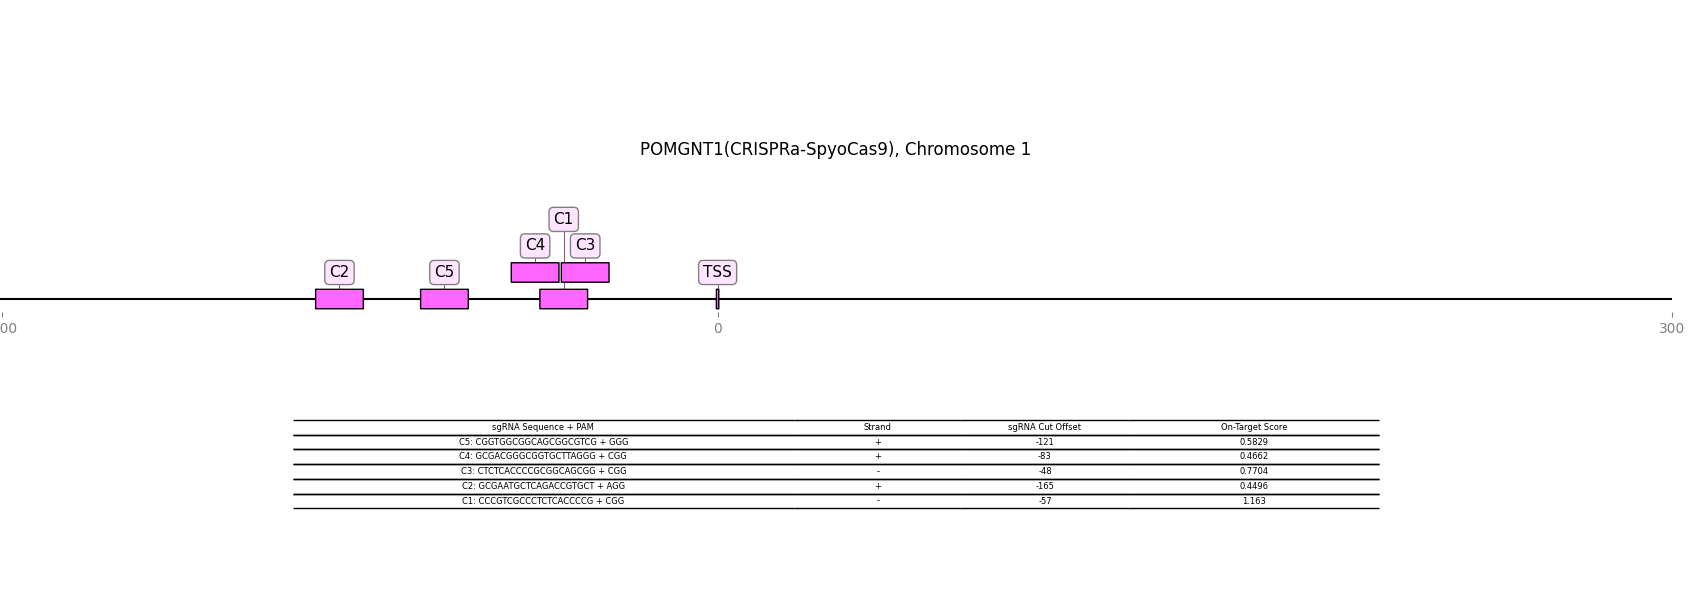 POMGNT1(CRISPRa-SpyoCas9), Chromosome 1
C1
C4 C3
C2 C5 TSS
00 0 300
sgRNA Sequence + PAM Strand sgRNA Cut Offset On-Target Score
C5: CGGTGGCGGCAGCGGCGTCG + GGG + -121 0.5829
C4: GCGACGGGCGGTGCTTAGGG + CGG + -83 0.4662
C3: CTCTCACCCCGCGGCAGCGG + CGG - -48 0.7704
C2: GCGAATGCTCAGACCGTGCT + AGG + -165 0.4496
C1: CCCGTCGCCCTCTCACCCCG + CGG - -57 1.163